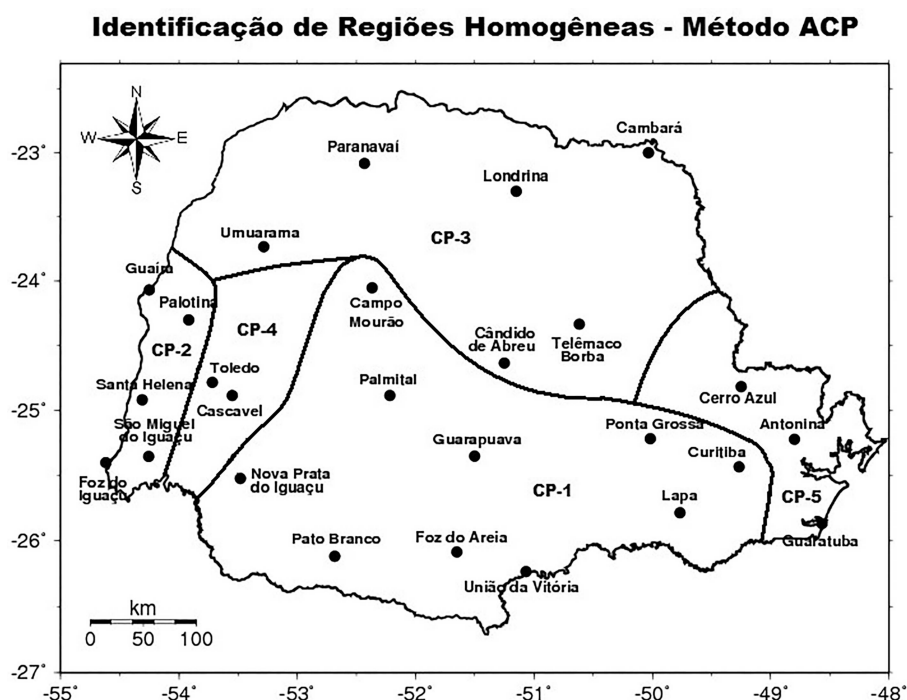 Identificação de Regiões Homogêneas - Método ACP
N
W
E
S
-23°
-24°
-25°
-26°
-27°
Cambará
Paranavaí
Londrina
Umuarama
CP-3
Guaíra
Palotina
CP-4
Campo
Mourão
Cândido
de Abreu
Telêmaco
Borba
CP-2
Toledo
Santa Helena
Cascavel
Palmital
Cerro Azul
São Miguel
do Iguaçu
Ponta Grossa
Antonina
Guarapuava
Curitiba
Foz do
Iguaçu
Nova Prata
do Iguaçu
CP-1
Lapa
CP-5
Pato Branco
Foz do Areia
Guaratuba
União da Vitória
km
0 50 100
-55° -54° -53° -52° -51° -50° -49° -48°